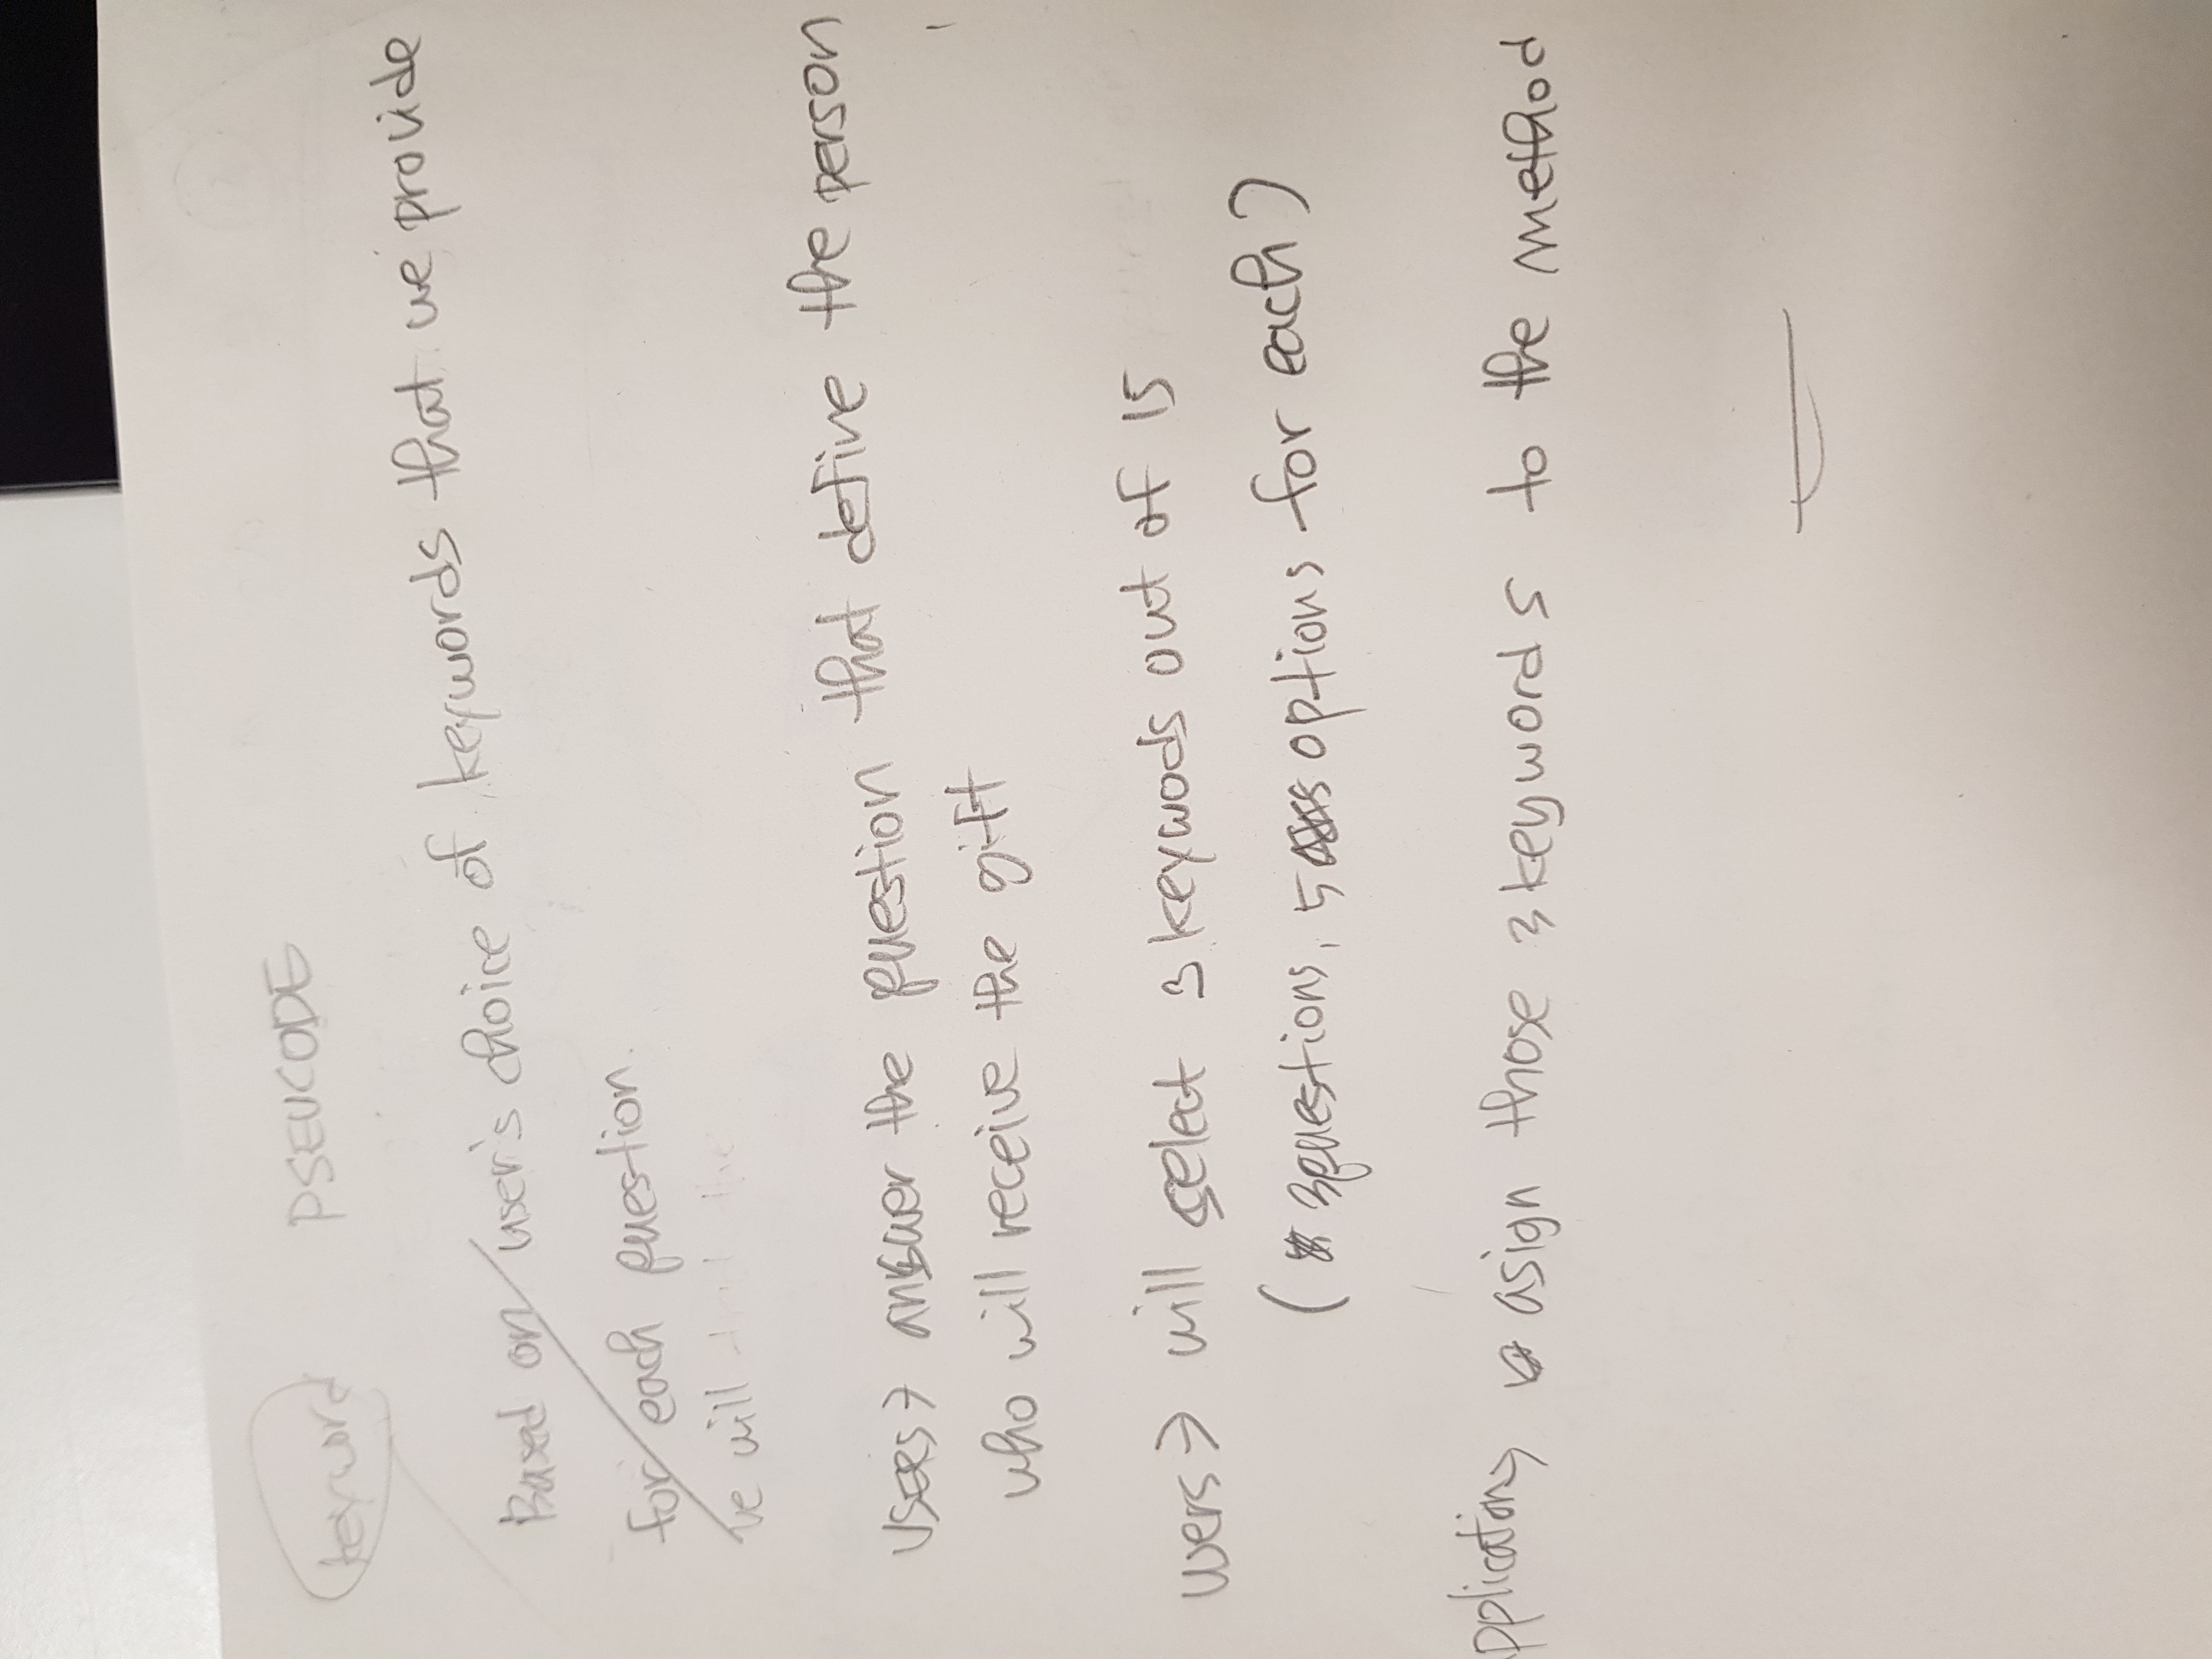 keyword PSEUCODE
Based on user's choice of keywords that we provide
for each question.
we will
USERS→ answer the question that define the person
who will receive the gift
users→ will select 3 keywods out of 15
(3questions, 5 options for each)
pplication→ asign those 3 keywords to the method